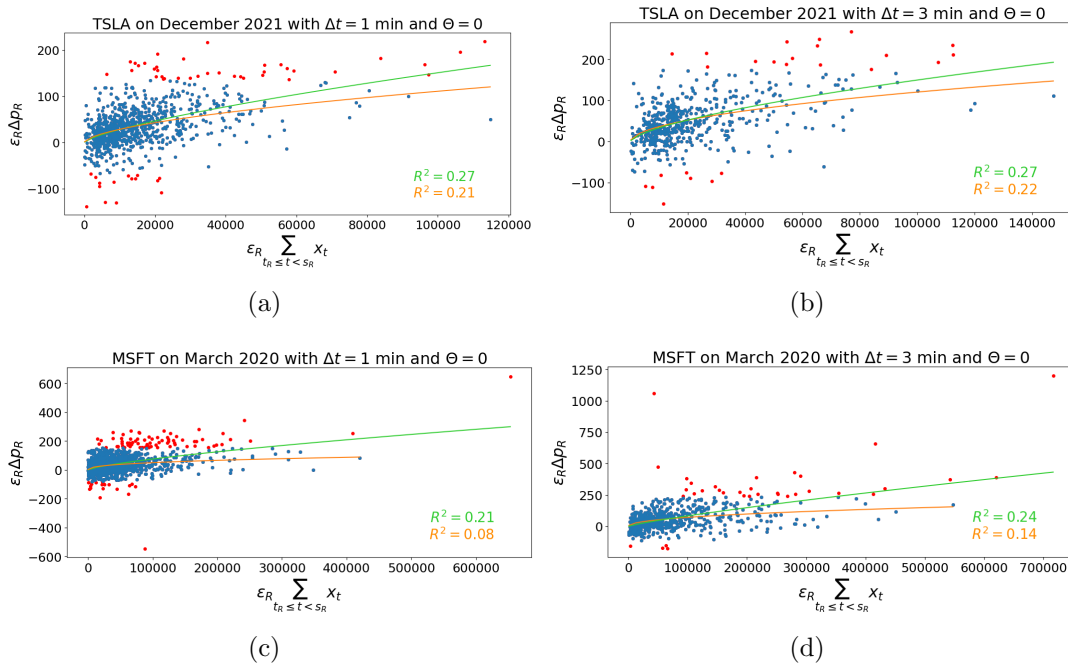 TSLA on December 2021 with Δt = 1 min and Θ = 0
200
100
0
−100
ε_R Δp_R
R² = 0.27
R² = 0.21
0 20000 40000 60000 80000 100000 120000
ε_R ∑_{t_R ≤ t < s_R} x_t
(a)
TSLA on December 2021 with Δt = 3 min and Θ = 0
200
100
0
−100
ε_R Δp_R
R² = 0.27
R² = 0.22
0 20000 40000 60000 80000 100000 120000 140000
ε_R ∑_{t_R ≤ t < s_R} x_t
(b)
MSFT on March 2020 with Δt = 1 min and Θ = 0
600
400
200
0
−200
−400
−600
ε_R Δp_R
R² = 0.21
R² = 0.08
0 100000 200000 300000 400000 500000 600000
ε_R ∑_{t_R ≤ t < s_R} x_t
(c)
MSFT on March 2020 with Δt = 3 min and Θ = 0
1250
1000
750
500
250
0
ε_R Δp_R
R² = 0.24
R² = 0.14
0 100000 200000 300000 400000 500000 600000 700000
ε_R ∑_{t_R ≤ t < s_R} x_t
(d)